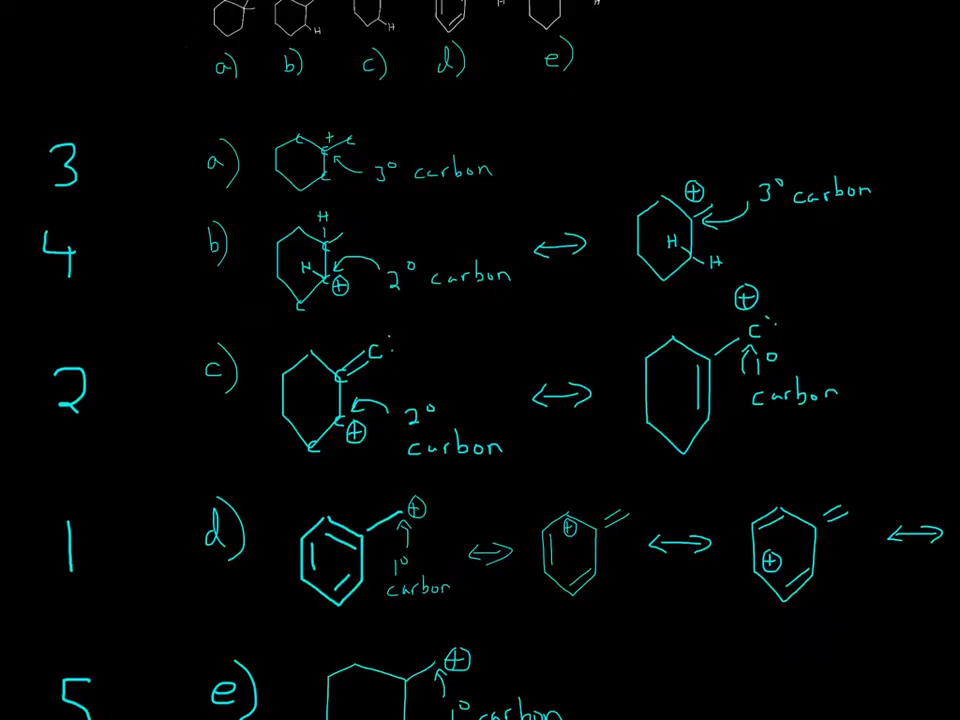 H H H H
a) b) c) d) e)
3 a) C + C C 3° carbon
4 b) H C H C ⊕ C 2° carbon ⟷ ⊕ 3° carbon H H
2 c) C: C C ⊕ C 2° carbon ⟷ ⊕ C: 1° carbon
1 d) ⊕ 1° carbon ⟷ ⊕ ⟷ ⊕ ⟷
5 e) ⊕ 1° carbon